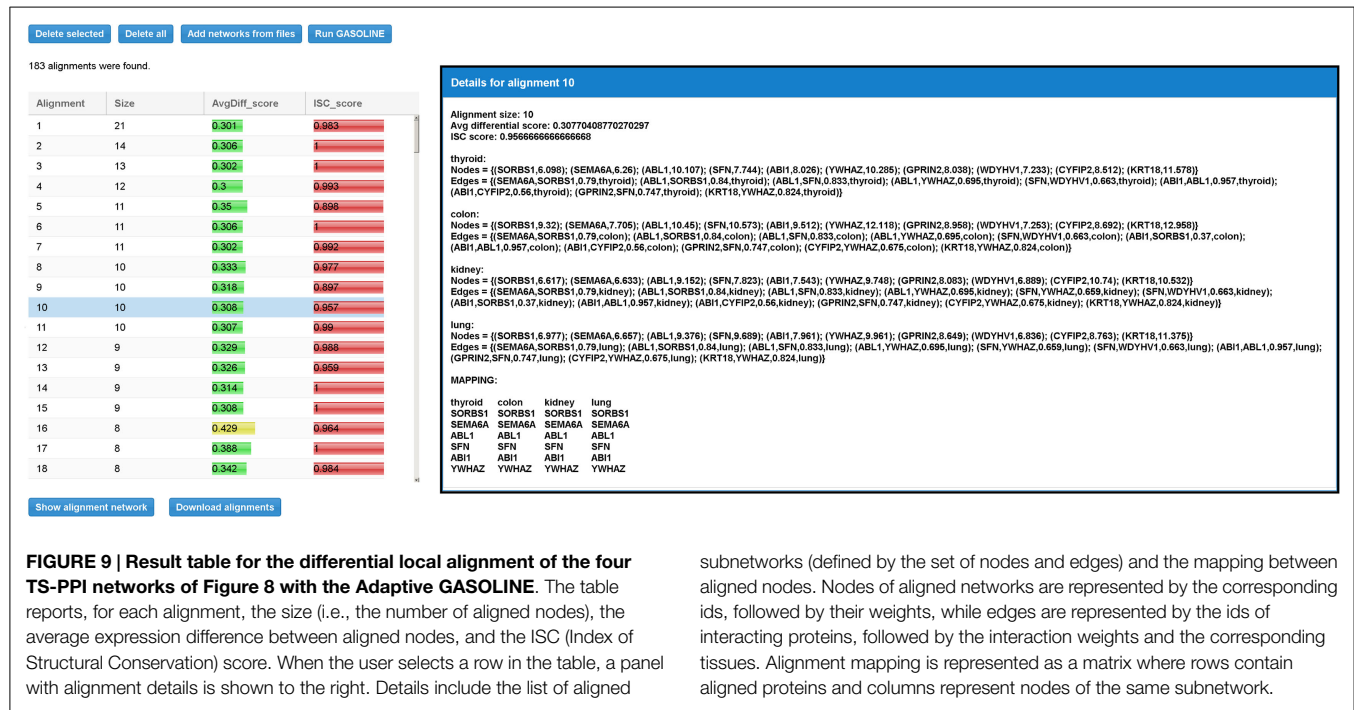 Delete selected Delete all Add networks from files Run GASOLINE
183 alignments were found.
Alignment Size AvgDiff_score ISC_score
1 21 0.301 0.983
2 14 0.306 1
3 13 0.302 1
4 12 0.3 0.993
5 11 0.35 0.898
6 11 0.306 1
7 11 0.302 0.992
8 10 0.333 0.977
9 10 0.318 0.897
10 10 0.308 0.957
11 10 0.307 0.99
12 9 0.329 0.988
13 9 0.326 0.959
14 9 0.314 1
15 9 0.308 1
16 8 0.429 0.964
17 8 0.388 1
18 8 0.342 0.984
Show alignment network Download alignments
Details for alignment 10
Alignment size: 10
Avg differential score: 0.30770408770270297
ISC score: 0.9566666666666668
thyroid:
Nodes = {(SORBS1,6.098); (SEMA6A,6.26); (ABL1,10.107); (SFN,7.744); (ABI1,8.026); (YWHAZ,10.285); (GPRIN2,8.038); (WDYHV1,7.233); (CYFIP2,8.512); (KRT18,11.578)}
Edges = {(SEMA6A,SORBS1,0.79,thyroid); (ABL1,SORBS1,0.84,thyroid); (ABL1,SFN,0.833,thyroid); (ABL1,YWHAZ,0.695,thyroid); (SFN,WDYHV1,0.663,thyroid); (ABI1,ABL1,0.957,thyroid);
(ABI1,CYFIP2,0.56,thyroid); (GPRIN2,SFN,0.747,thyroid); (KRT18,YWHAZ,0.824,thyroid)}
colon:
Nodes = {(SORBS1,9.32); (SEMA6A,7.705); (ABL1,10.45); (SFN,10.573); (ABI1,9.512); (YWHAZ,12.118); (GPRIN2,8.958); (WDYHV1,7.253); (CYFIP2,8.692); (KRT18,12.958)}
Edges = {(SEMA6A,SORBS1,0.79,colon); (ABL1,SORBS1,0.84,colon); (ABL1,SFN,0.833,colon); (ABL1,YWHAZ,0.695,colon); (SFN,WDYHV1,0.663,colon); (ABI1,SORBS1,0.37,colon);
(ABI1,ABL1,0.957,colon); (ABI1,CYFIP2,0.56,colon); (GPRIN2,SFN,0.747,colon); (CYFIP2,YWHAZ,0.675,colon); (KRT18,YWHAZ,0.824,colon)}
kidney:
Nodes = {(SORBS1,6.617); (SEMA6A,6.633); (ABL1,9.152); (SFN,7.823); (ABI1,7.543); (YWHAZ,9.748); (GPRIN2,8.083); (WDYHV1,6.889); (CYFIP2,10.74); (KRT18,10.532)}
Edges = {(SEMA6A,SORBS1,0.79,kidney); (ABL1,SORBS1,0.84,kidney); (ABL1,SFN,0.833,kidney); (ABL1,YWHAZ,0.695,kidney); (SFN,YWHAZ,0.659,kidney); (SFN,WDYHV1,0.663,kidney);
(ABI1,SORBS1,0.37,kidney); (ABI1,ABL1,0.957,kidney); (ABI1,CYFIP2,0.56,kidney); (GPRIN2,SFN,0.747,kidney); (CYFIP2,YWHAZ,0.675,kidney); (KRT18,YWHAZ,0.824,kidney)}
lung:
Nodes = {(SORBS1,6.977); (SEMA6A,6.657); (ABL1,9.376); (SFN,9.689); (ABI1,7.961); (YWHAZ,9.961); (GPRIN2,8.649); (WDYHV1,6.836); (CYFIP2,8.763); (KRT18,11.375)}
Edges = {(SEMA6A,SORBS1,0.79,lung); (ABL1,SORBS1,0.84,lung); (ABL1,SFN,0.833,lung); (ABL1,YWHAZ,0.695,lung); (SFN,YWHAZ,0.659,lung); (SFN,WDYHV1,0.663,lung); (ABI1,ABL1,0.957,lung);
(GPRIN2,SFN,0.747,lung); (CYFIP2,YWHAZ,0.675,lung); (KRT18,YWHAZ,0.824,lung)}
MAPPING:
thyroid colon kidney lung
SORBS1 SORBS1 SORBS1 SORBS1
SEMA6A SEMA6A SEMA6A SEMA6A
ABL1 ABL1 ABL1 ABL1
SFN SFN SFN SFN
ABI1 ABI1 ABI1 ABI1
YWHAZ YWHAZ YWHAZ YWHAZ
FIGURE 9 | Result table for the differential local alignment of the four
TS-PPI networks of Figure 8 with the Adaptive GASOLINE. The table
reports, for each alignment, the size (i.e., the number of aligned nodes), the
average expression difference between aligned nodes, and the ISC (Index of
Structural Conservation) score. When the user selects a row in the table, a panel
with alignment details is shown to the right. Details include the list of aligned
subnetworks (defined by the set of nodes and edges) and the mapping between
aligned nodes. Nodes of aligned networks are represented by the corresponding
ids, followed by their weights, while edges are represented by the ids of
interacting proteins, followed by the interaction weights and the corresponding
tissues. Alignment mapping is represented as a matrix where rows contain
aligned proteins and columns represent nodes of the same subnetwork.